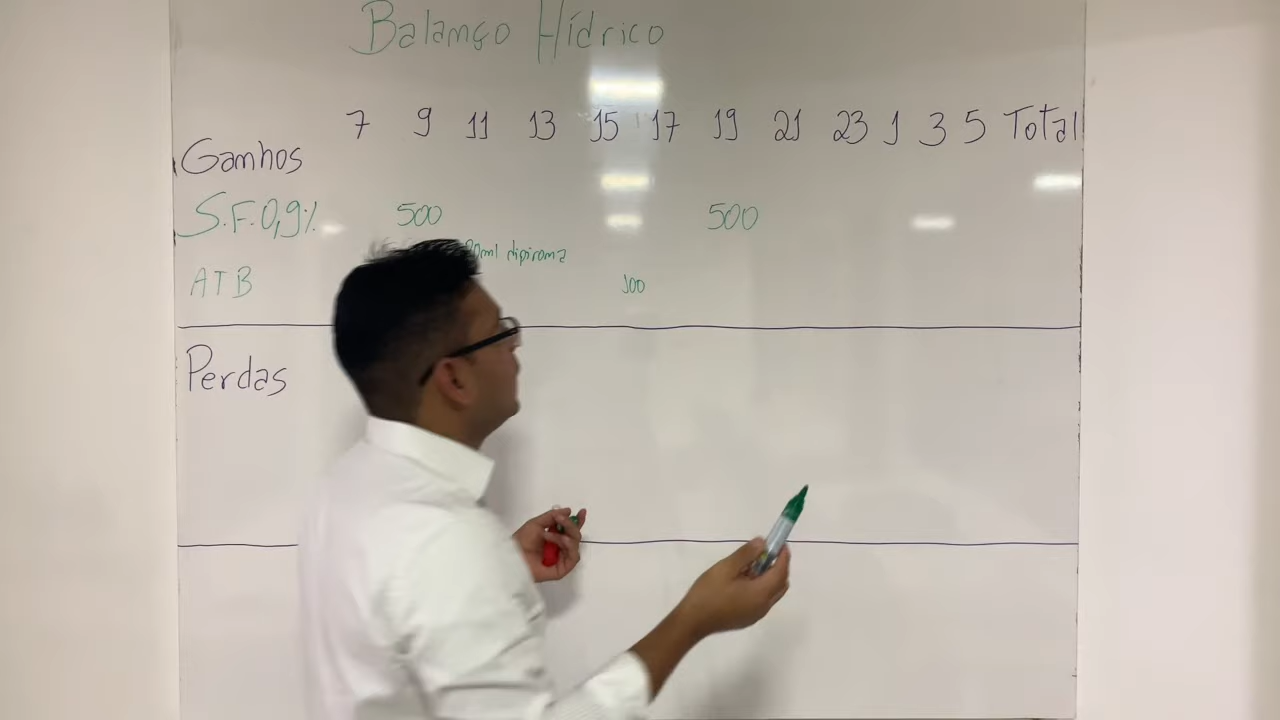 Balanço Hídrico
7 9 11 13 15 17 19 21 23 1 3 5 Total
Ganhos
S.F. 0,9% 500 500
dipirona
ATB 100
Perdas